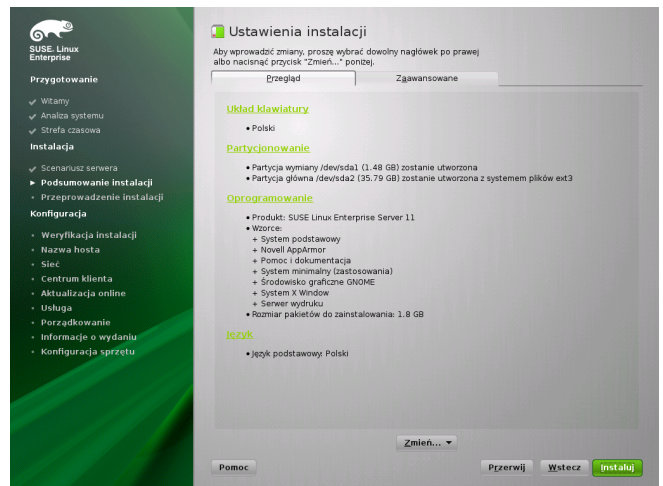 SUSE. Linux
Enterprise
Przygotowanie
Witamy
Analiza systemu
Strefa czasowa
Instalacja
Scenariusz serwera
Podsumowanie instalacji
Przeprowadzenie instalacji
Konfiguracja
Weryfikacja instalacji
Nazwa hosta
Sieć
Centrum klienta
Aktualizacja online
Usługa
Porządkowanie
Informacje o wydaniu
Konfiguracja sprzętu
Ustawienia instalacji
Aby wprowadzić zmiany, proszę wybrać dowolny nagłówek po prawej
albo nacisnąć przycisk "Zmień..." poniżej.
Przegląd
Zaawansowane
Układ klawiatury
• Polski
Partycjonowanie
• Partycja wymiany /dev/sda1 (1.48 GB) zostanie utworzona
• Partycja główna /dev/sda2 (35.79 GB) zostanie utworzona z systemem plików ext3
Oprogramowanie
• Produkt: SUSE Linux Enterprise Server 11
• Wzorce:
+ System podstawowy
+ Novell AppArmor
+ Pomoc i dokumentacja
+ System minimalny (zastosowania)
+ Środowisko graficzne GNOME
+ System X Window
+ Serwer wydruku
• Rozmiar pakietów do zainstalowania: 1.8 GB
Język
• Język podstawowy: Polski
Zmień...
Pomoc
Przerwij
Wstecz
Instaluj